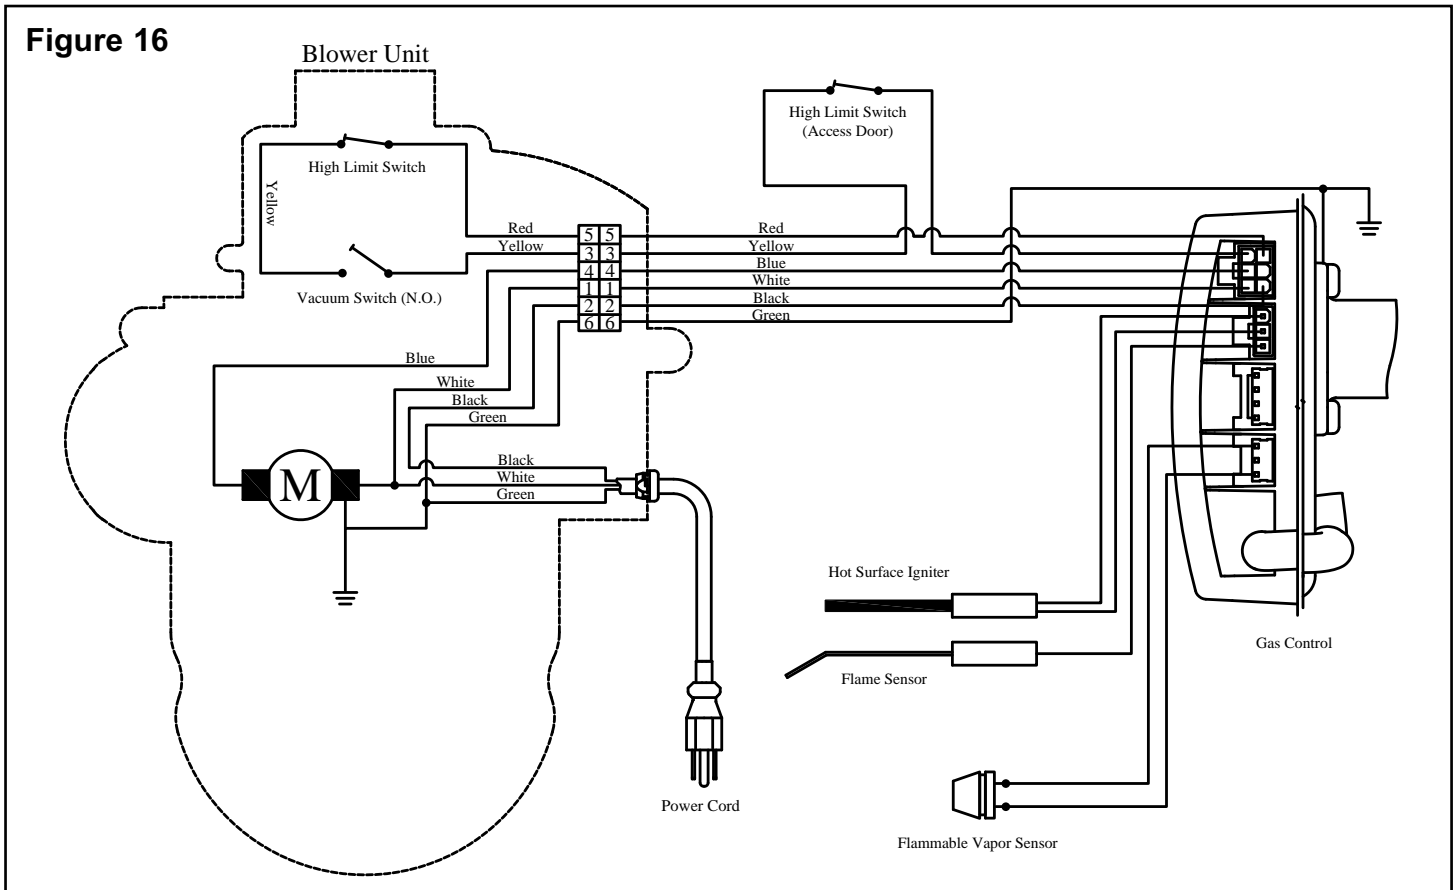 Figure 16
Blower Unit
High Limit Switch
(Access Door)
High Limit Switch
Yellow
Vacuum Switch (N.O.)
Red
Yellow
5 5
3 3
4 4
1 1
2 2
6 6
Red
Yellow
Blue
White
Black
Green
Blue
White
Black
Green
M
Black
White
Green
Power Cord
Hot Surface Igniter
Flame Sensor
Flammable Vapor Sensor
Gas Control